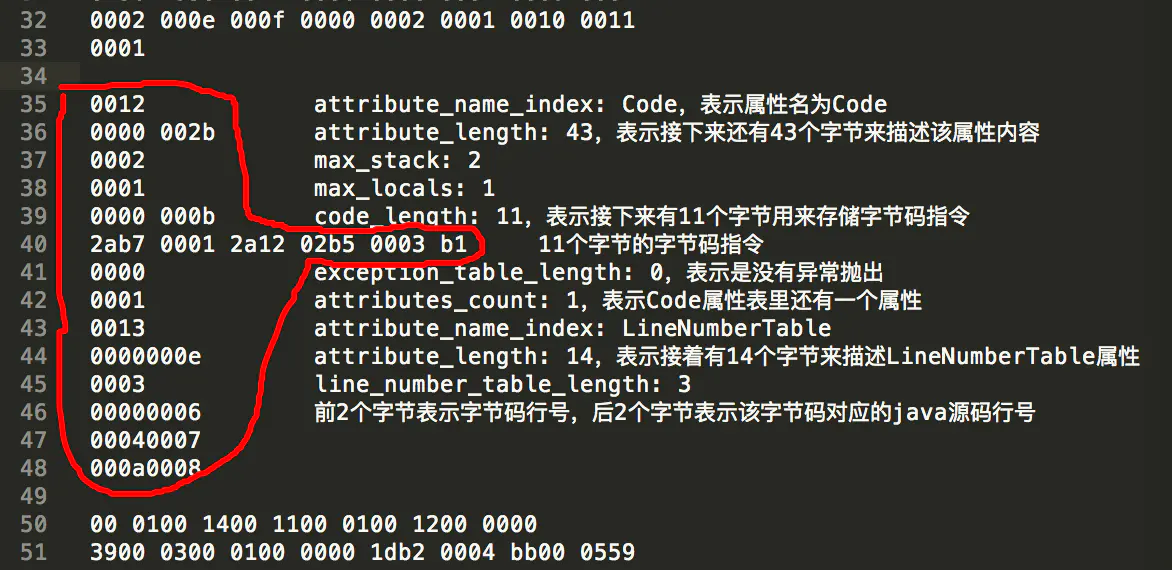 32 0002 000e 000f 0000 0002 0001 0010 0011
33 0001
34
35 0012 attribute_name_index: Code，表示属性名为Code
36 0000 002b attribute_length: 43，表示接下来还有43个字节来描述该属性内容
37 0002 max_stack: 2
38 0001 max_locals: 1
39 0000 000b code_length: 11，表示接下来有11个字节用来存储字节码指令
40 2ab7 0001 2a12 02b5 0003 b1 11个字节的字节码指令
41 0000 exception_table_length: 0，表示是没有异常抛出
42 0001 attributes_count: 1，表示Code属性表里还有一个属性
43 0013 attribute_name_index: LineNumberTable
44 0000000e attribute_length: 14，表示接着有14个字节来描述LineNumberTable属性
45 0003 line_number_table_length: 3
46 00000006 前2个字节表示字节码行号，后2个字节表示该字节码对应的java源码行号
47 00040007
48 000a0008
49
50 00 0100 1400 1100 0100 1200 0000
51 3900 0300 0100 0000 1db2 0004 bb00 0559